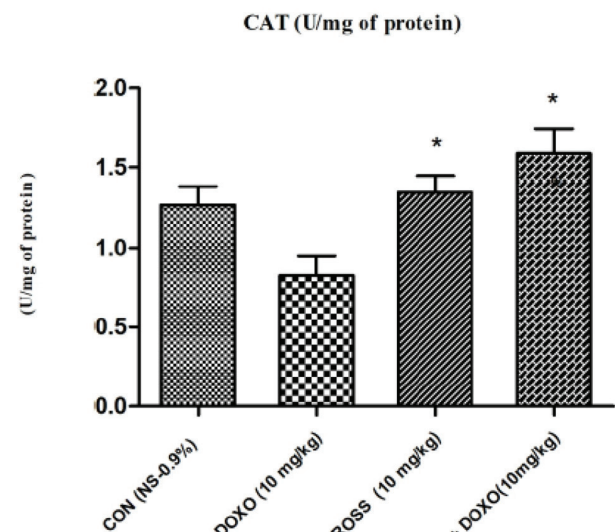 CAT (U/mg of protein)
(U/mg of protein)
2.0
1.5
1.0
0.5
0.0
*
*
CON (NS-0.9%)
DOXO (10 mg/kg)
ROSS (10 mg/kg)
DOXO(10mg/kg)